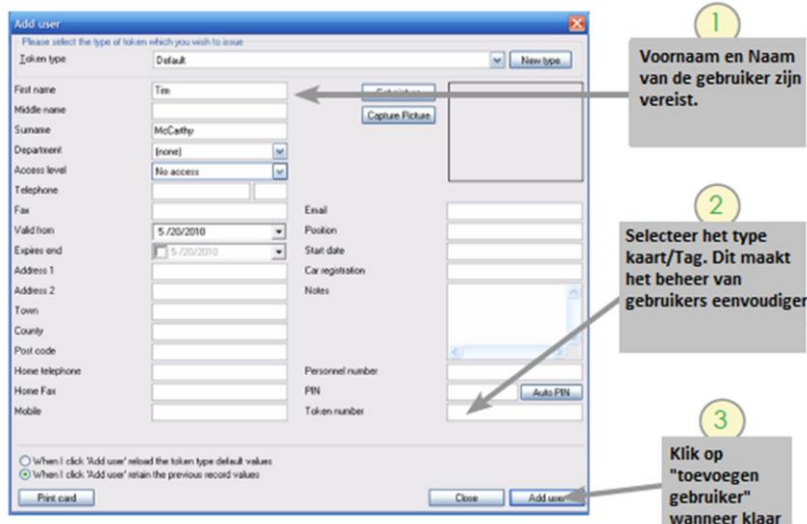 Add user
Please select the type of token which you wish to issue
Token type Default New type
First name Tim
Middle name
Capture Picture
Surname McCarthy
Department (none)
Access level No access
Telephone
Fax Email
Valid from 5 /20/2010 Position
Expires end 5 /20/2010 Start date
Address 1 Car registration
Address 2 Notes
Town
County
Post code
Home telephone Personnel number
Home Fax PIN Auto PIN
Mobile Token number
When I click 'Add user' reload the token type default values
When I click 'Add user' retain the previous record values
Print card Close Add user
1
Voornaam en Naam
van de gebruiker zijn
vereist.
2
Selecteer het type
kaart/Tag. Dit maakt
het beheer van
gebruikers eenvoudiger
3
Klik op
"toevoegen
gebruiker"
wanneer klaar